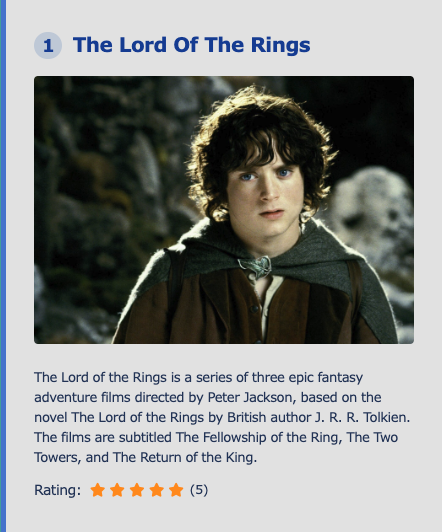 1 The Lord Of The Rings
The Lord of the Rings is a series of three epic fantasy
adventure films directed by Peter Jackson, based on the
novel The Lord of the Rings by British author J. R. R. Tolkien.
The films are subtitled The Fellowship of the Ring, The Two
Towers, and The Return of the King.
Rating: ★★★★★ (5)